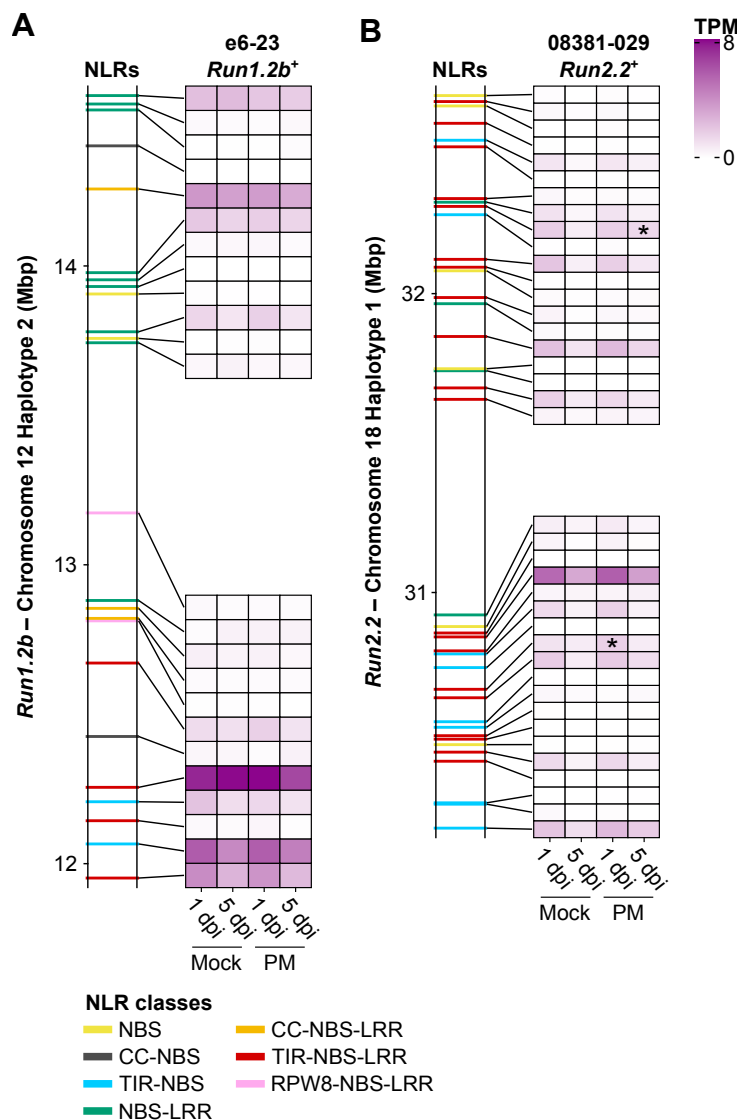 A
e6-23
Run1.2b+
NLRs
Run1.2b – Chromosome 12 Haplotype 2 (Mbp)
14
13
12
1 dpi
5 dpi
1 dpi
5 dpi
Mock
PM
B
08381-029
Run2.2+
NLRs
Run2.2 – Chromosome 18 Haplotype 1 (Mbp)
32
31
*
*
1 dpi
5 dpi
1 dpi
5 dpi
Mock
PM
TPM
8
0
NLR classes
NBS
CC-NBS
TIR-NBS
NBS-LRR
CC-NBS-LRR
TIR-NBS-LRR
RPW8-NBS-LRR